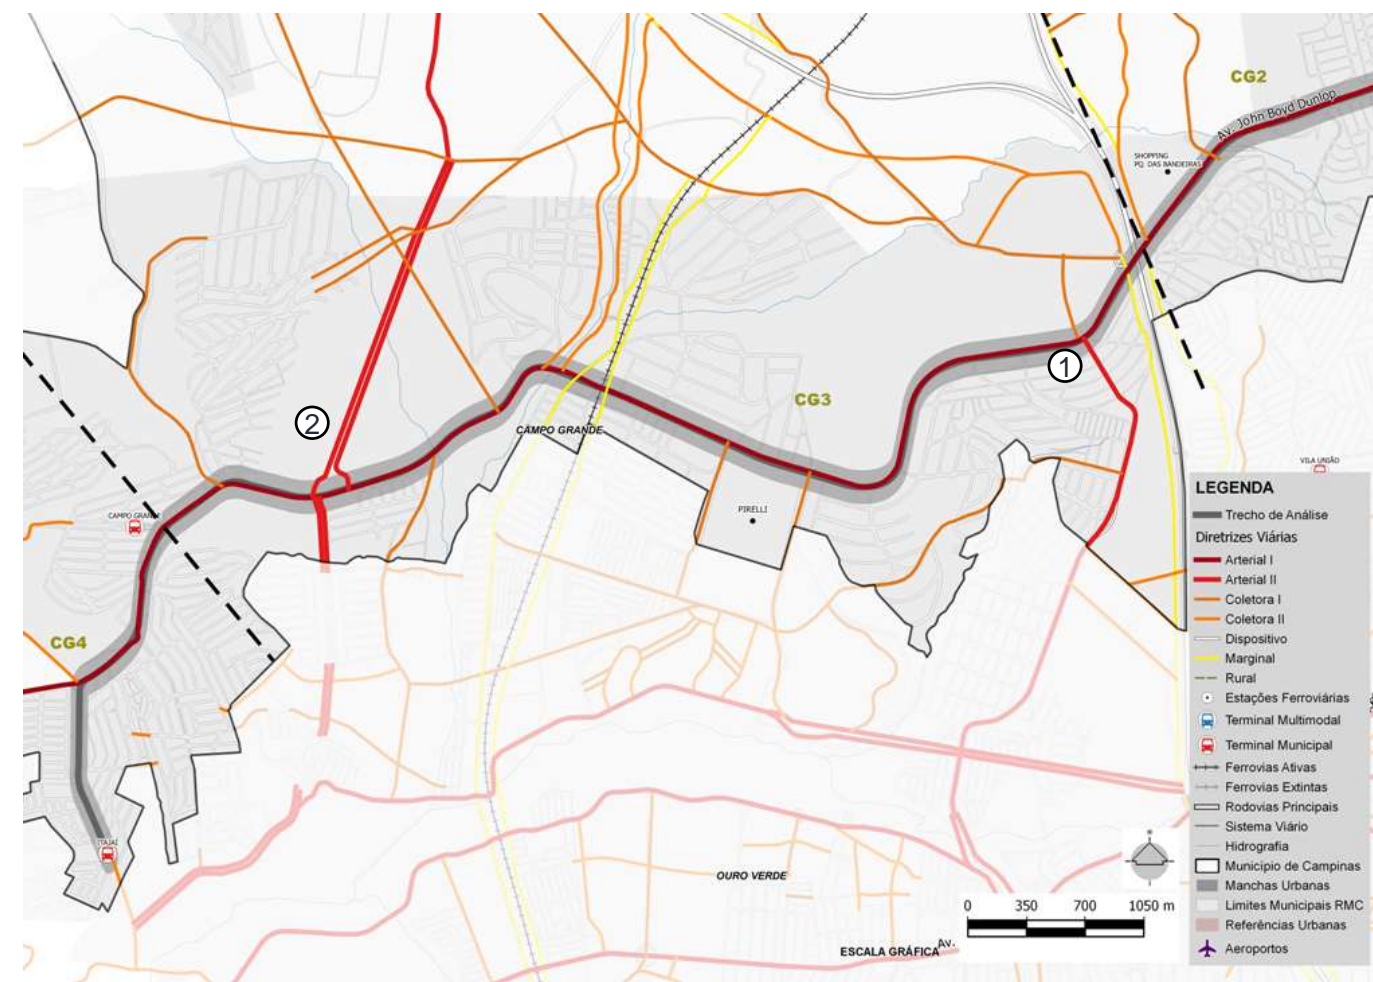 CG2
Av. John Boyd Dunlop
SHOPPING
PQ. DAS BANDEIRAS
1
CG3
2
CAMPO GRANDE
VILA UNIÃO
PIRELLI
CAMPO GRANDE
CG4
ITAJAÍ
OURO VERDE
LEGENDA
Trecho de Análise
Diretrizes Viárias
Arterial I
Arterial II
Coletora I
Coletora II
Dispositivo
Marginal
Rural
Estações Ferroviárias
Terminal Multimodal
Terminal Municipal
Ferrovias Ativas
Ferrovias Extintas
Rodovias Principais
Sistema Viário
Hidrografia
Municipio de Campinas
Manchas Urbanas
Limites Municipais RMC
Referências Urbanas
Aeroportos
0 350 700 1050 m
ESCALA GRÁFICA
Av.